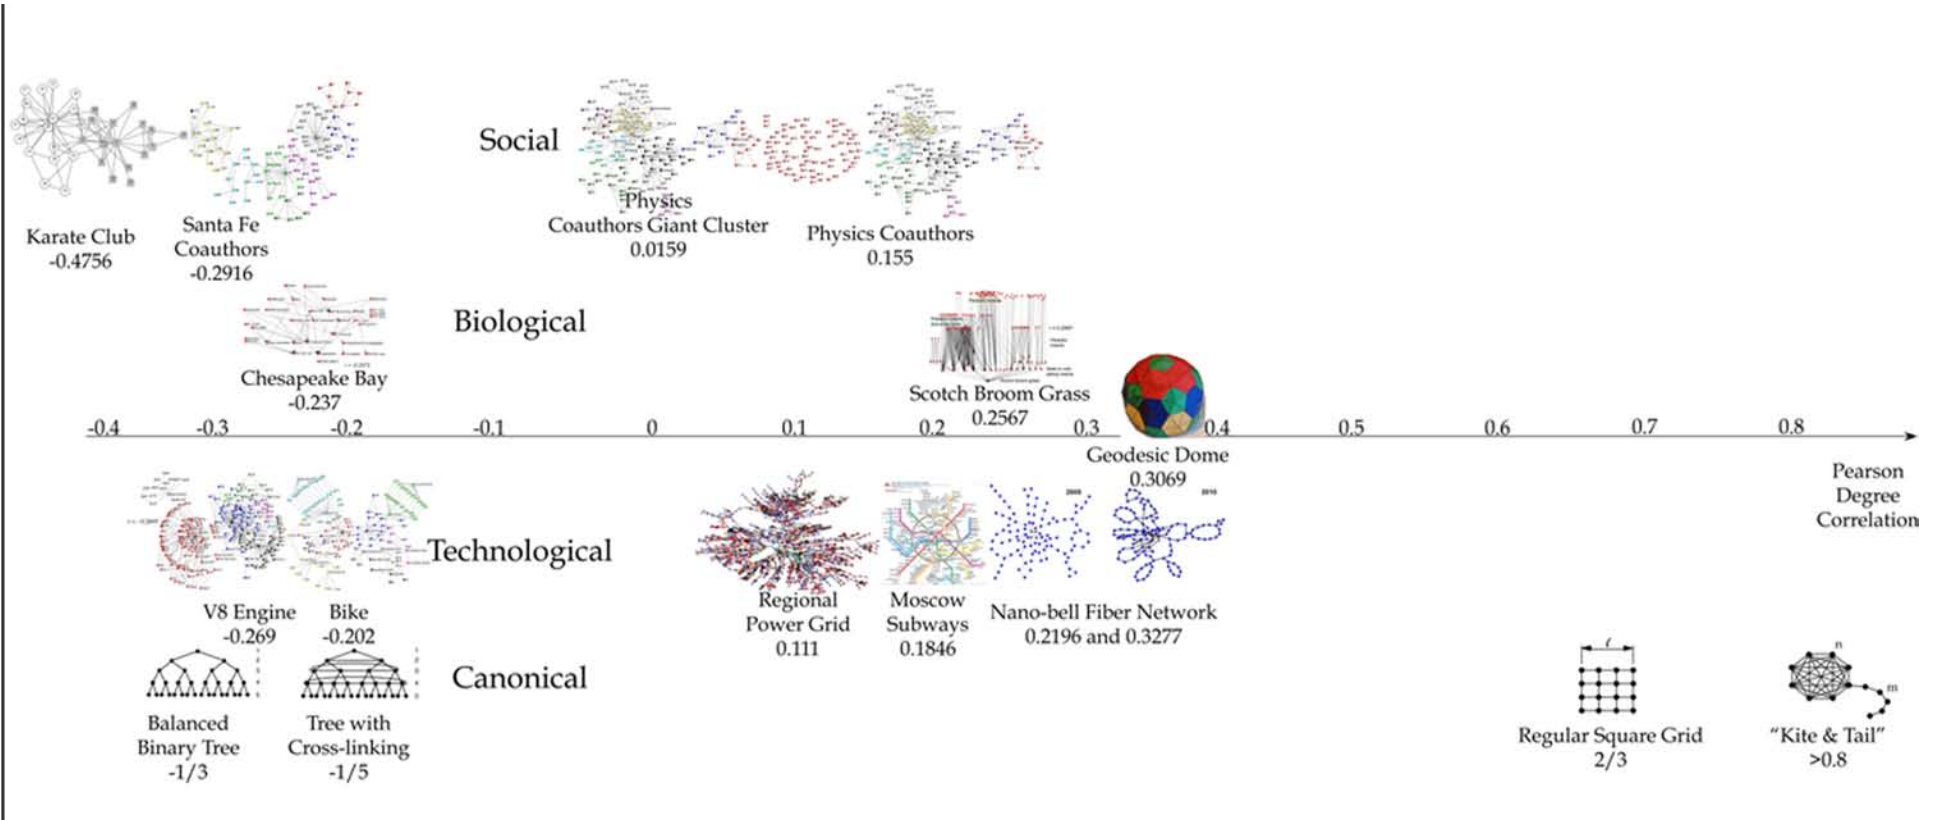 Social
Karate Club
-0.4756
Santa Fe
Coauthors
-0.2916
Physics
Coauthors Giant Cluster
0.0159
Physics Coauthors
0.155
Biological
Chesapeake Bay
-0.237
Scotch Broom Grass
0.2567
-0.4 -0.3 -0.2 -0.1 0 0.1 0.2 0.3 0.4 0.5 0.6 0.7 0.8
Geodesic Dome
0.3069
Pearson
Degree
Correlation
Technological
V8 Engine
-0.269
Bike
-0.202
Regional
Power Grid
0.111
Moscow
Subways
0.1846
2010
Nano-bell Fiber Network
0.2196 and 0.3277
Canonical
Balanced
Binary Tree
-1/3
Tree with
Cross-linking
-1/5
ℓ
Regular Square Grid
2/3
n
m
"Kite & Tail"
>0.8